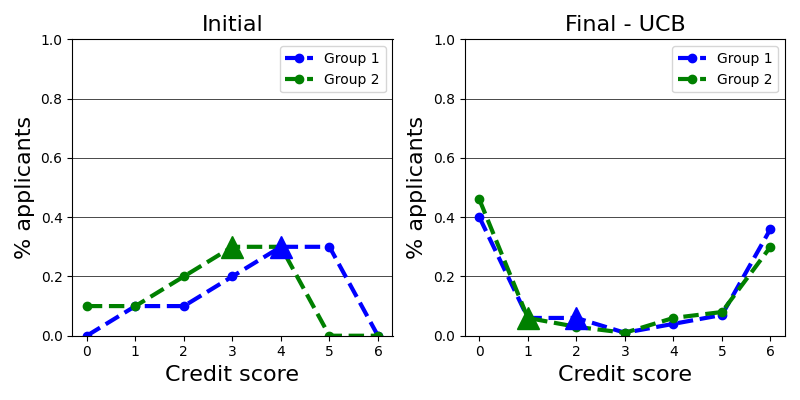 Initial
% applicants
1.0
0.8
0.6
0.4
0.2
0.0
Group 1
Group 2
0 1 2 3 4 5 6
Credit score
Final - UCB
% applicants
1.0
0.8
0.6
0.4
0.2
0.0
Group 1
Group 2
0 1 2 3 4 5 6
Credit score